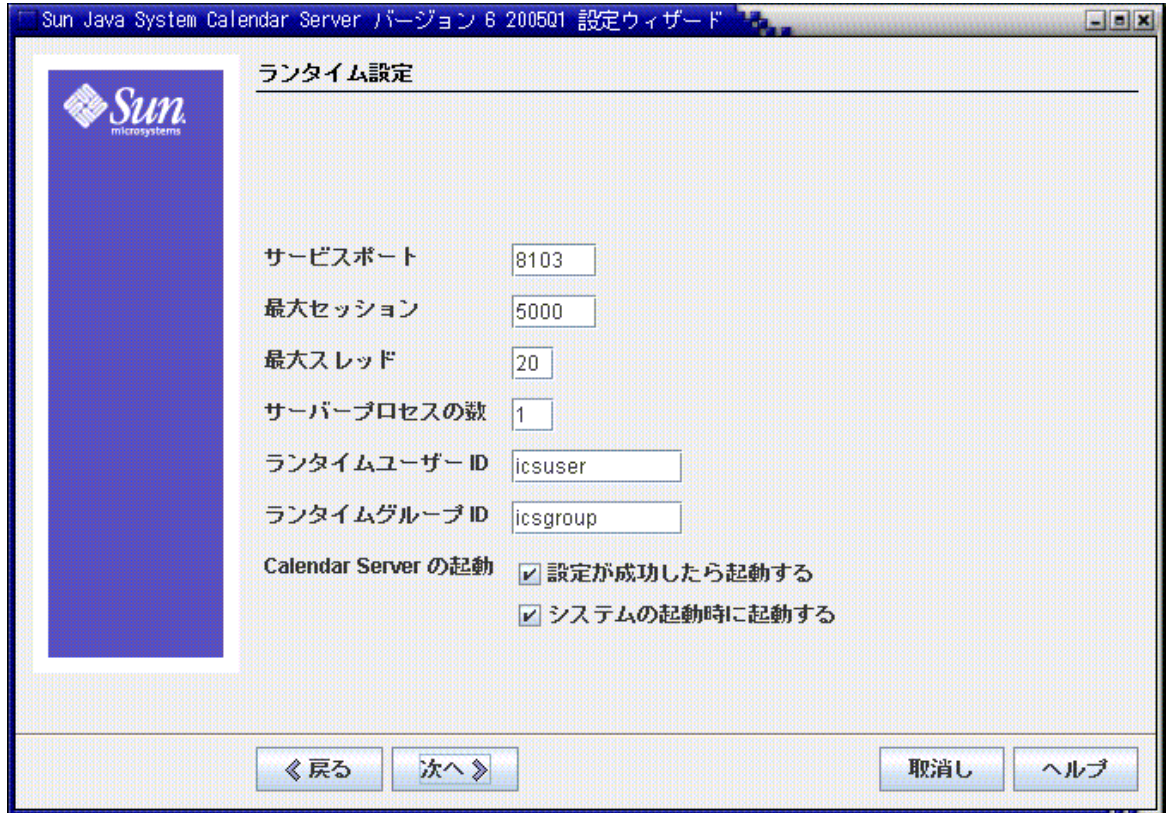 Sun Java System Calendar Server バージョン 6 2005Q1 設定ウィザード
Sun
microsystems
ランタイム設定
サービスポート 8103
最大セッション 5000
最大スレッド 20
サーバープロセスの数 1
ランタイムユーザー ID icsuser
ランタイムグループ ID icsgroup
Calendar Server の起動 設定が成功したら起動する
システムの起動時に起動する
戻る 次へ 取消し ヘルプ